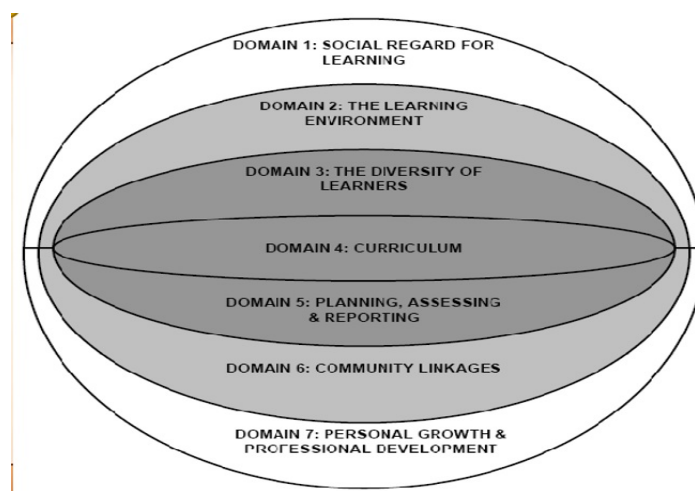 DOMAIN 1: SOCIAL REGARD FOR
LEARNING
DOMAIN 2: THE LEARNING
ENVIRONMENT
DOMAIN 3: THE DIVERSITY OF
LEARNERS
DOMAIN 4: CURRICULUM
DOMAIN 5: PLANNING, ASSESSING
& REPORTING
DOMAIN 6: COMMUNITY LINKAGES
DOMAIN 7: PERSONAL GROWTH &
PROFESSIONAL DEVELOPMENT